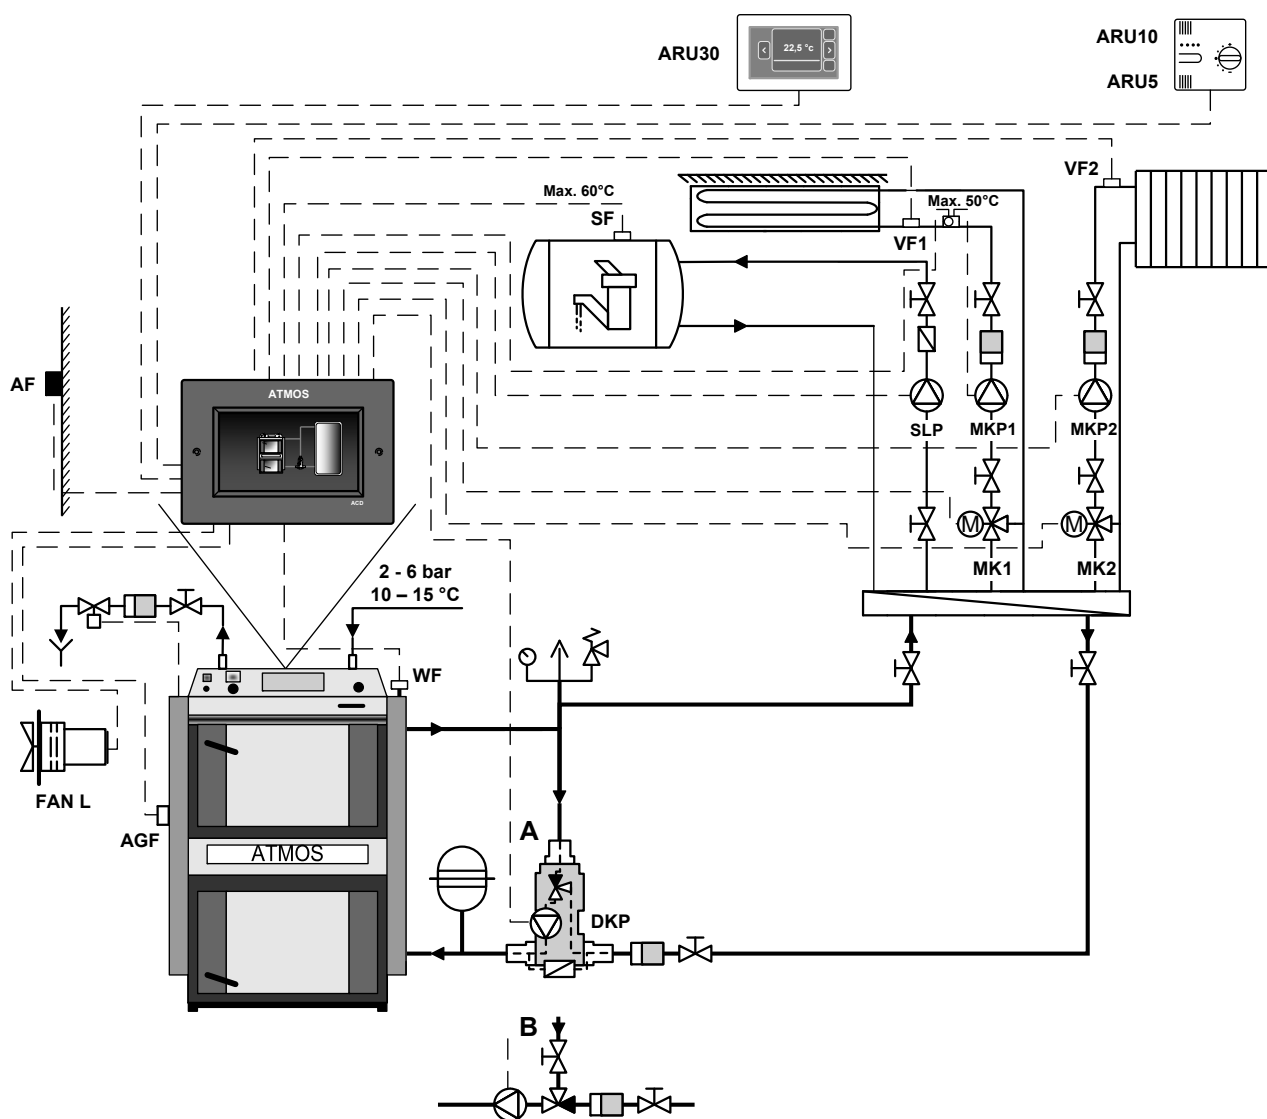 ARU30
22,5 °c
ARU10
ARU5
VF2
Max. 60°C
SF
Max. 50°C
VF1
AF
ATMOS
ACD
SLP
MKP1
MKP2
M
M
MK1
MK2
2 - 6 bar
10 – 15 °C
WF
FAN L
AGF
ATMOS
A
DKP
B